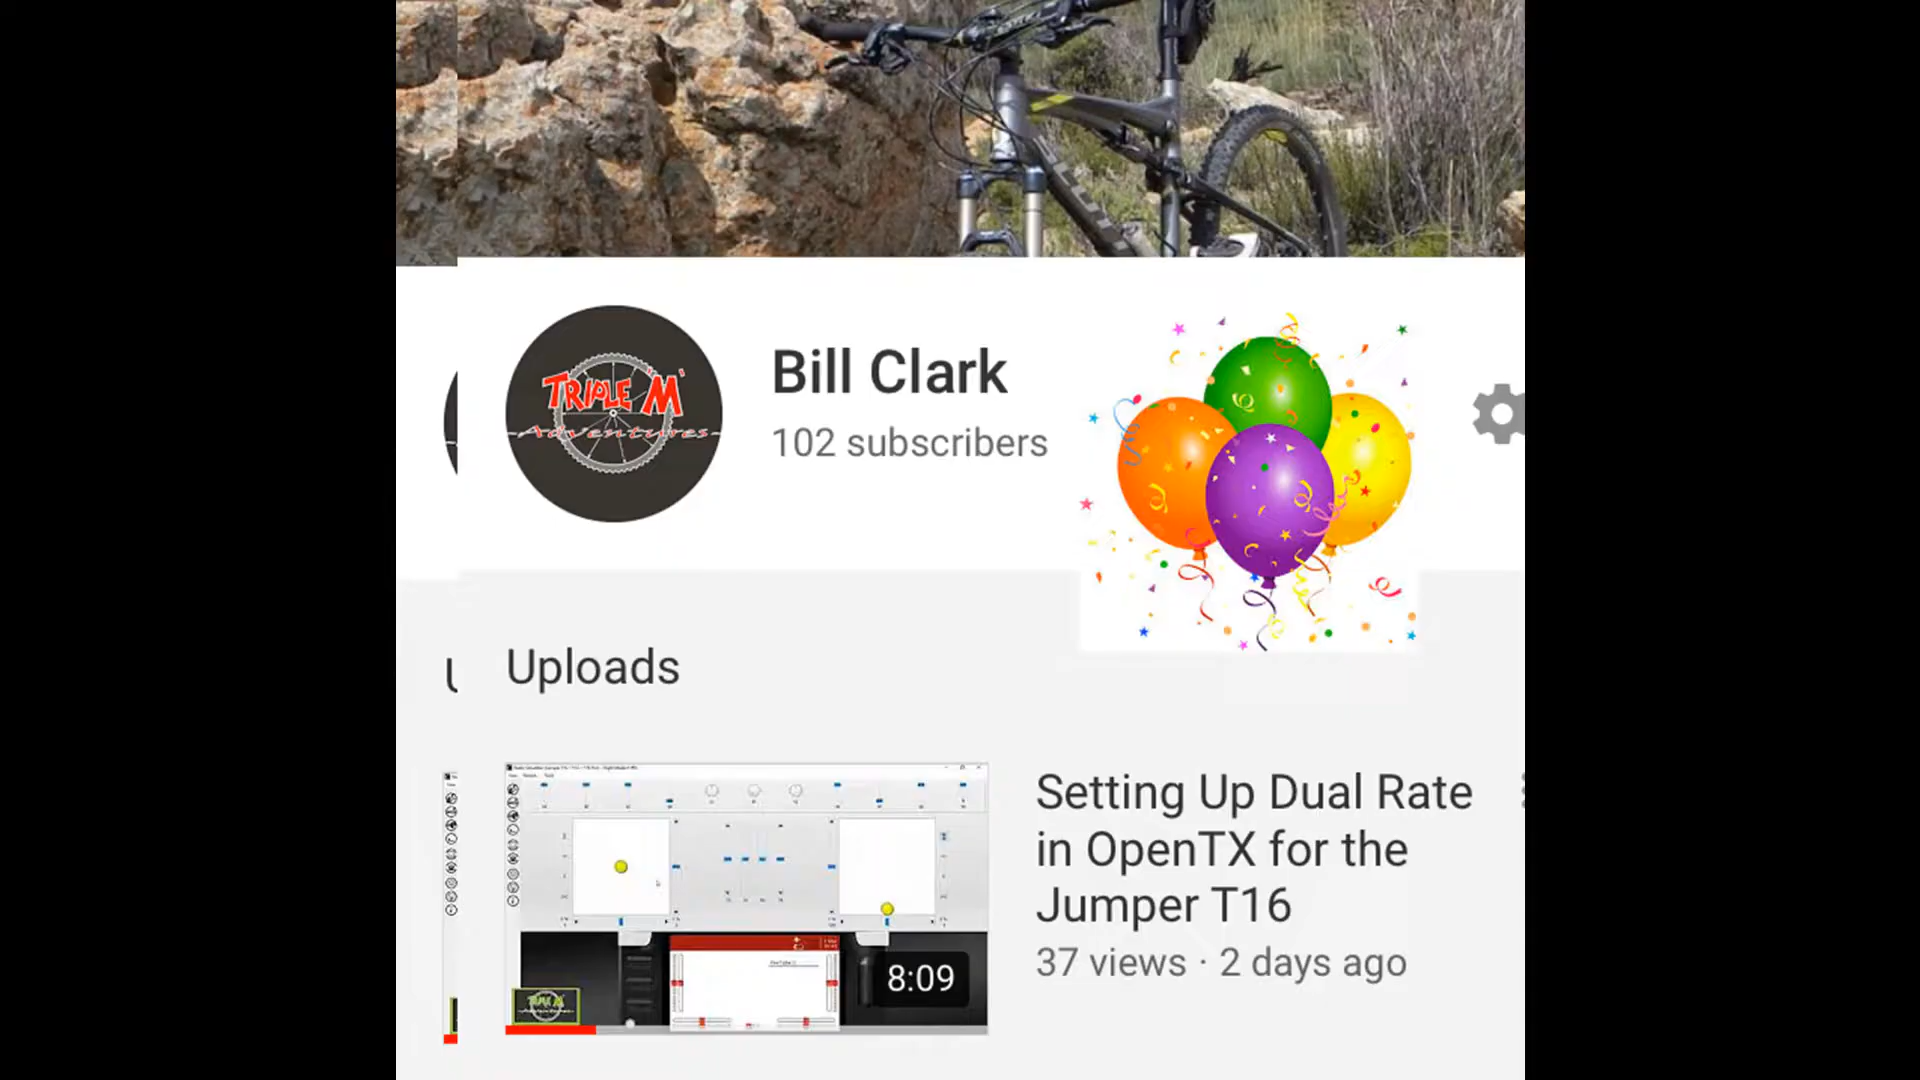 TRIPLE 'M'
Adventures
Bill Clark
102 subscribers
Uploads
8:09
Setting Up Dual Rate
in OpenTX for the
Jumper T16
37 views · 2 days ago